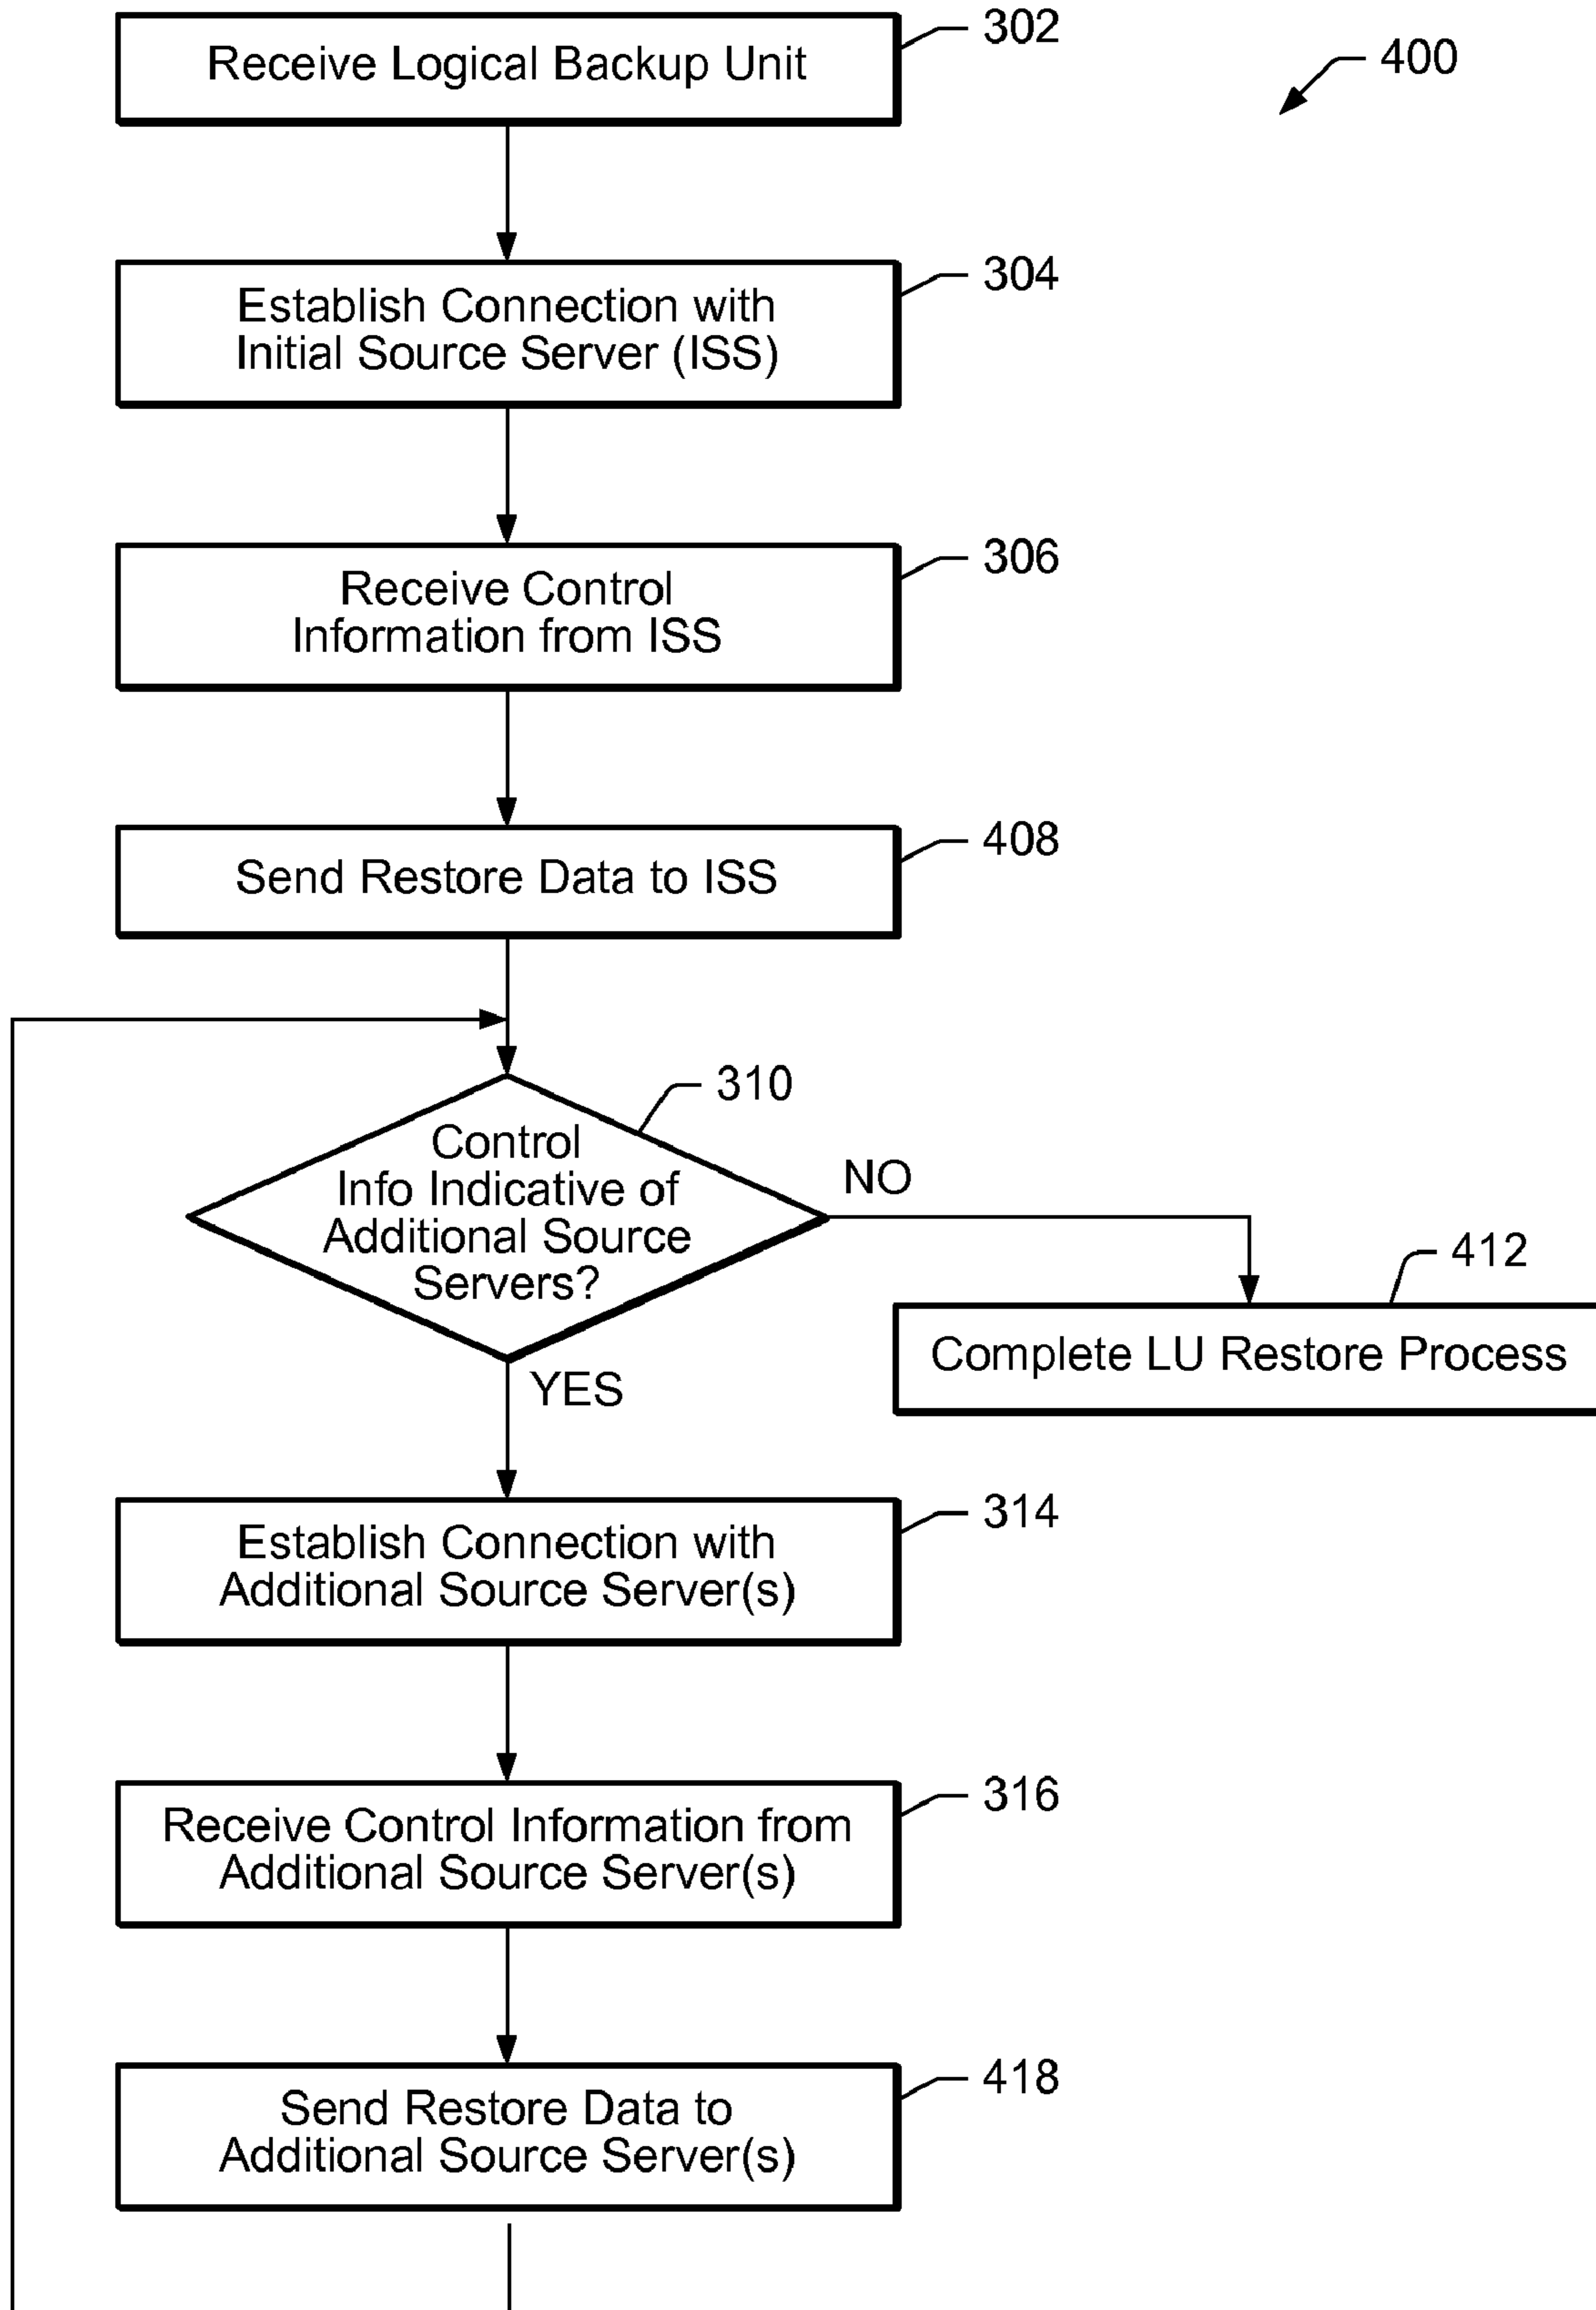 Receive Logical Backup Unit
302
400
Establish Connection with
Initial Source Server (ISS)
304
Receive Control
Information from ISS
306
Send Restore Data to ISS
408
310
Control
Info Indicative of
Additional Source
Servers?
NO
412
Complete LU Restore Process
YES
Establish Connection with
Additional Source Server(s)
314
Receive Control Information from
Additional Source Server(s)
316
Send Restore Data to
Additional Source Server(s)
418